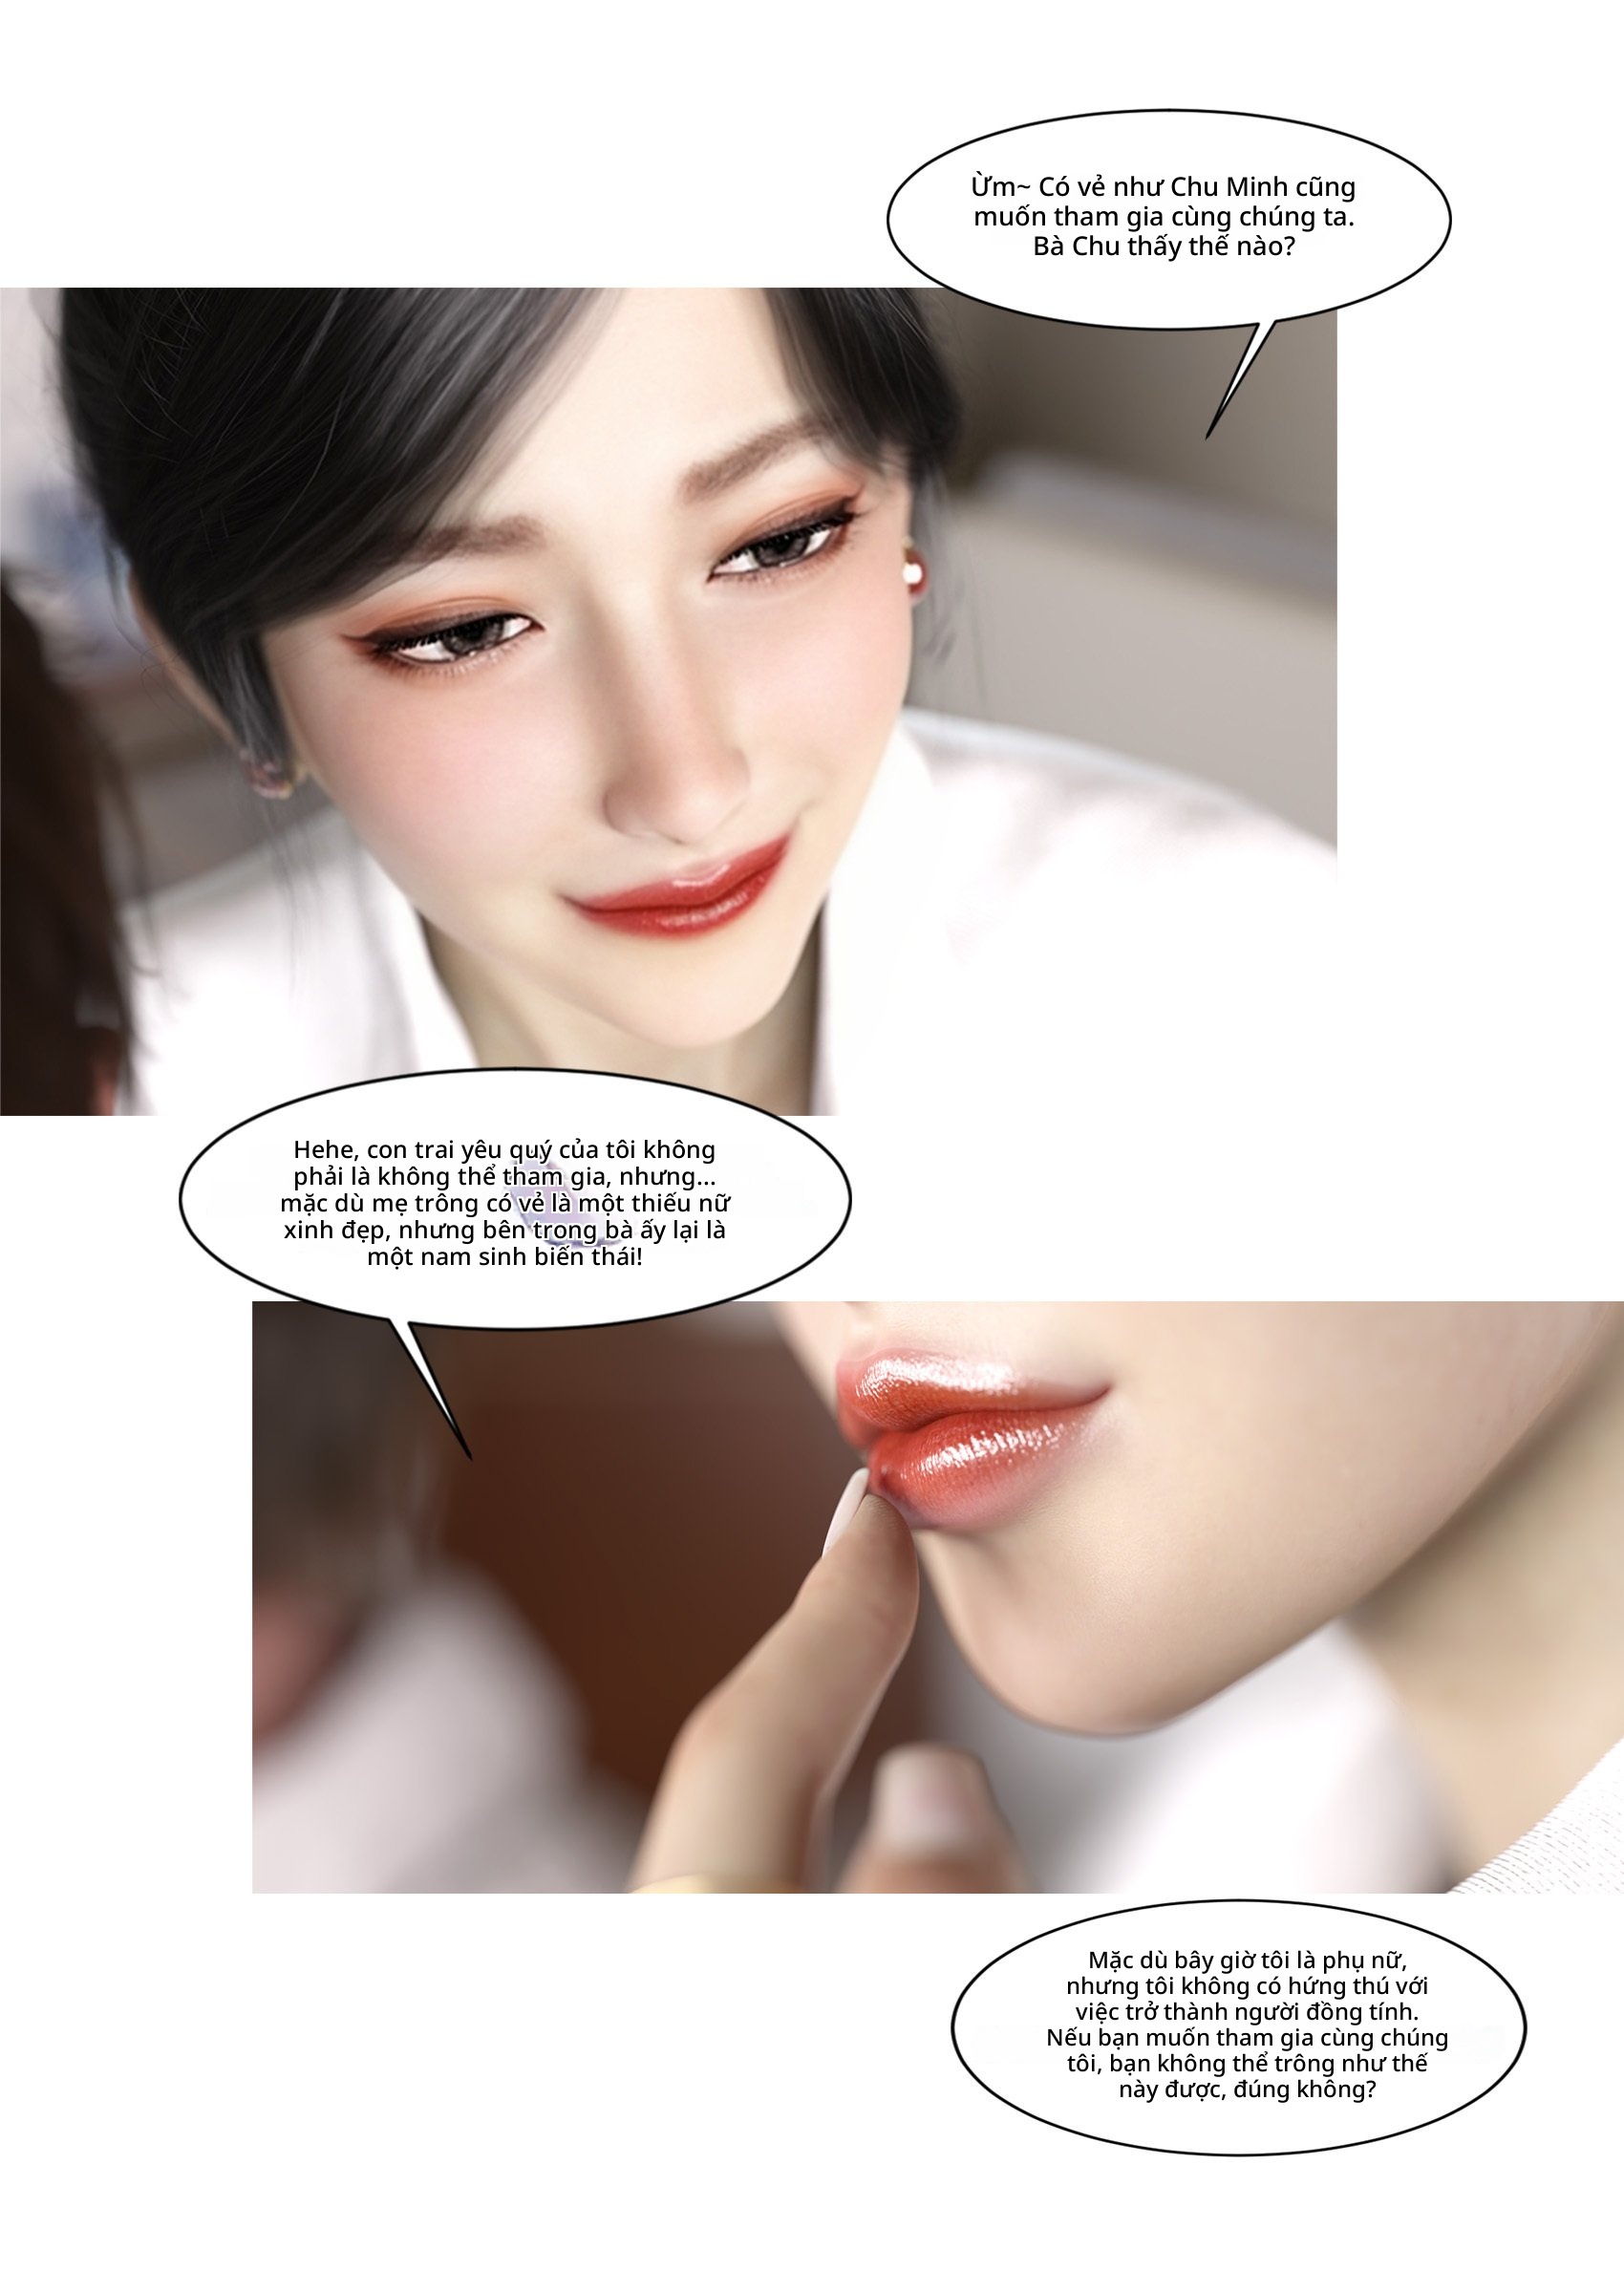 Ừm~ Có vẻ như Chu Minh cũng
muốn tham gia cùng chúng ta.
Bà Chu thấy thế nào?
Hehe, con trai yêu quý của tôi không
phải là không thể tham gia, nhưng...
mặc dù mẹ trông có vẻ là một thiếu nữ
xinh đẹp, nhưng bên trong bà ấy lại là
một nam sinh biến thái!
Mặc dù bây giờ tôi là phụ nữ,
nhưng tôi không có hứng thú với
việc trở thành người đồng tính.
Nếu bạn muốn tham gia cùng chúng
tôi, bạn không thể trông như thế
này được, đúng không?